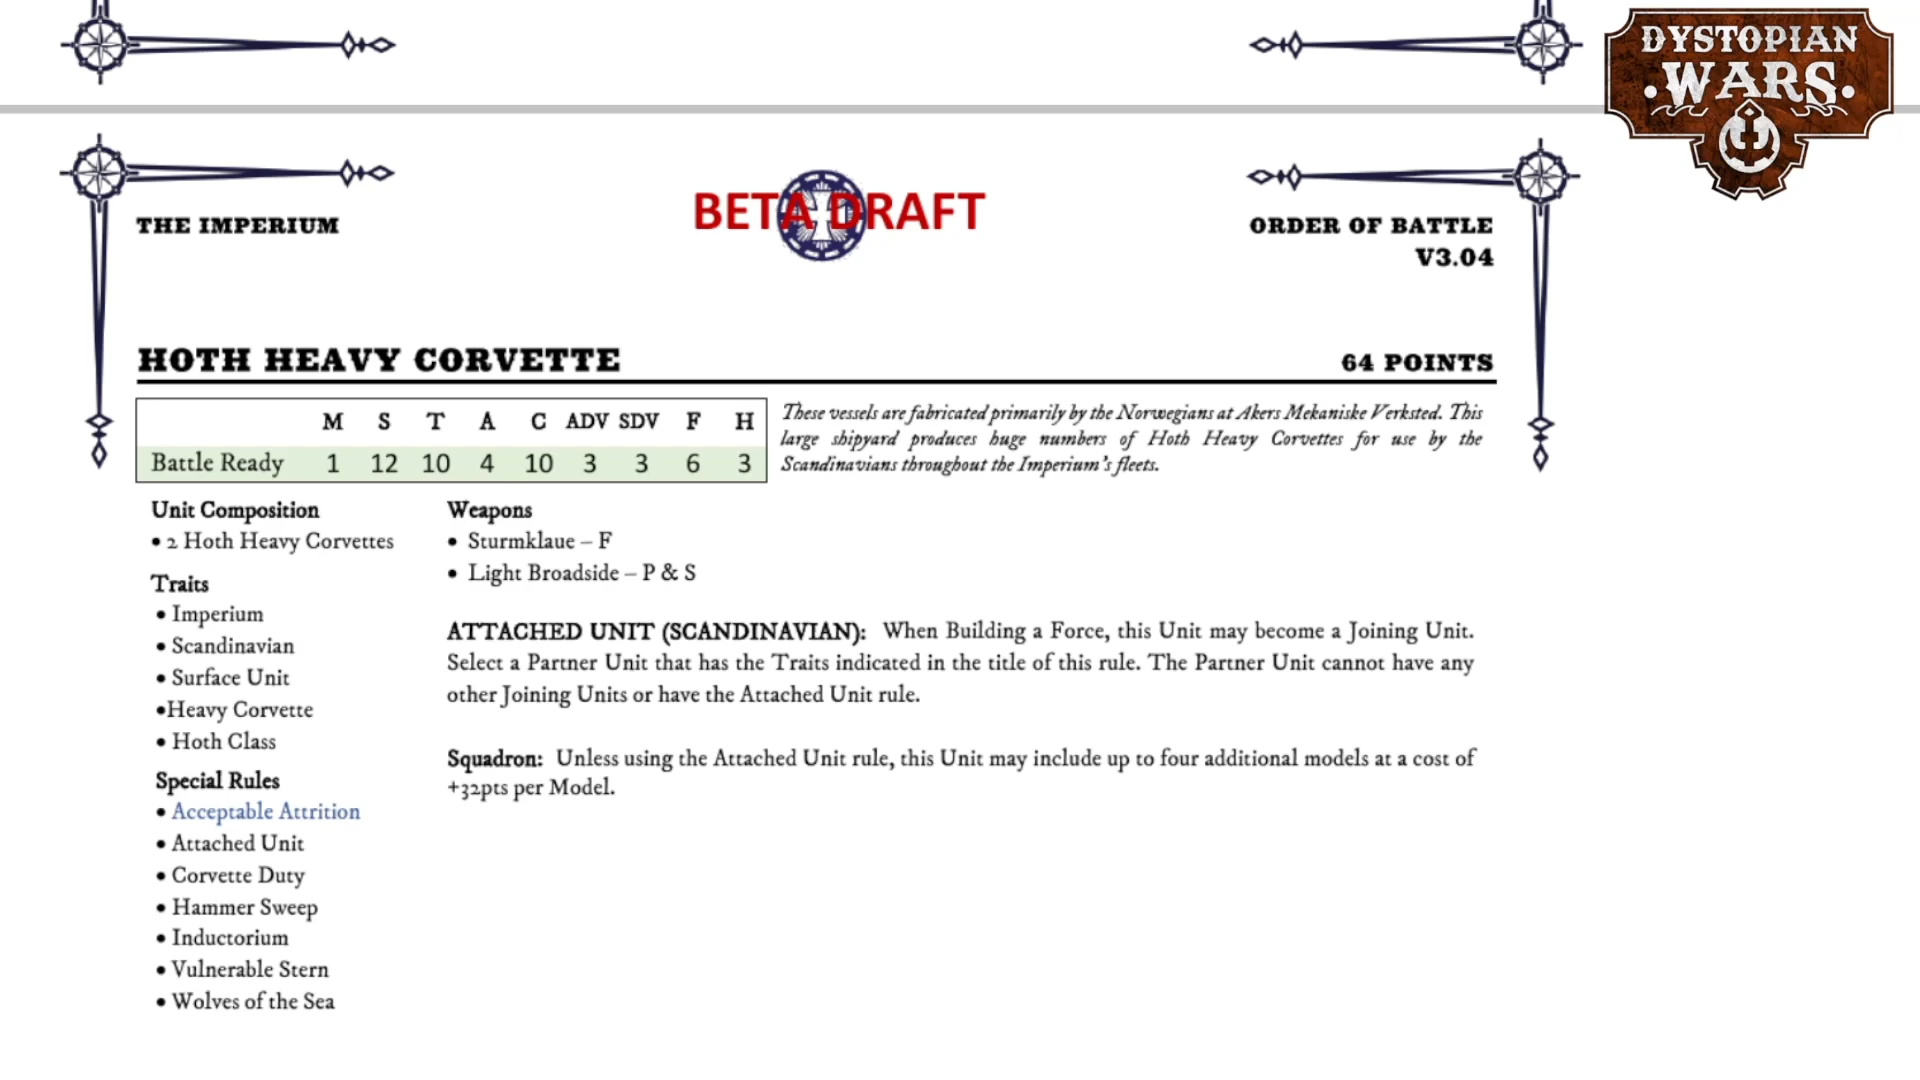 DYSTOPIAN
WARS
BETA DRAFT
THE IMPERIUM
ORDER OF BATTLE
V3.04
HOTH HEAVY CORVETTE
64 POINTS
M S T A C ADV SDV F H
Battle Ready 1 12 10 4 10 3 3 6 3
These vessels are fabricated primarily by the Norwegians at Akers Mekaniske Verksted. This
large shipyard produces huge numbers of Hoth Heavy Corvettes for use by the
Scandinavians throughout the Imperium's fleets.
Unit Composition
• 2 Hoth Heavy Corvettes
Traits
• Imperium
• Scandinavian
• Surface Unit
•Heavy Corvette
• Hoth Class
Special Rules
• Acceptable Attrition
• Attached Unit
• Corvette Duty
• Hammer Sweep
• Inductorium
• Vulnerable Stern
• Wolves of the Sea
Weapons
• Sturmklaue – F
• Light Broadside – P & S
ATTACHED UNIT (SCANDINAVIAN): When Building a Force, this Unit may become a Joining Unit.
Select a Partner Unit that has the Traits indicated in the title of this rule. The Partner Unit cannot have any
other Joining Units or have the Attached Unit rule.
Squadron: Unless using the Attached Unit rule, this Unit may include up to four additional models at a cost of
+32pts per Model.